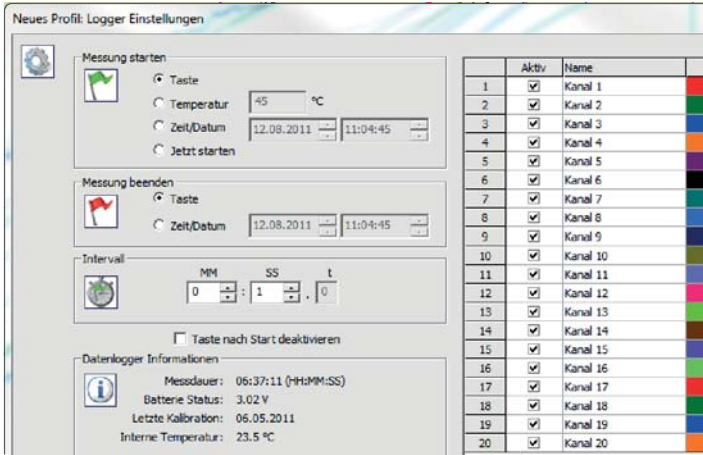 Neues Profil: Logger Einstellungen
Messung starten
Taste
Temperatur 45 °C
Zeit/Datum 12.08.2011 11:04:45
Jetzt starten
Messung beenden
Taste
Zeit/Datum 12.08.2011 11:04:45
Intervall
MM SS t
0 : 1 . 0
Taste nach Start deaktivieren
Datenlogger Informationen
Messdauer: 06:37:11 (HH:MM:SS)
Batterie Status: 3.02 V
Letzte Kalibration: 06.05.2011
Interne Temperatur: 23.5 °C
Aktiv Name
1 Kanal 1
2 Kanal 2
3 Kanal 3
4 Kanal 4
5 Kanal 5
6 Kanal 6
7 Kanal 7
8 Kanal 8
9 Kanal 9
10 Kanal 10
11 Kanal 11
12 Kanal 12
13 Kanal 13
14 Kanal 14
15 Kanal 15
16 Kanal 16
17 Kanal 17
18 Kanal 18
19 Kanal 19
20 Kanal 20